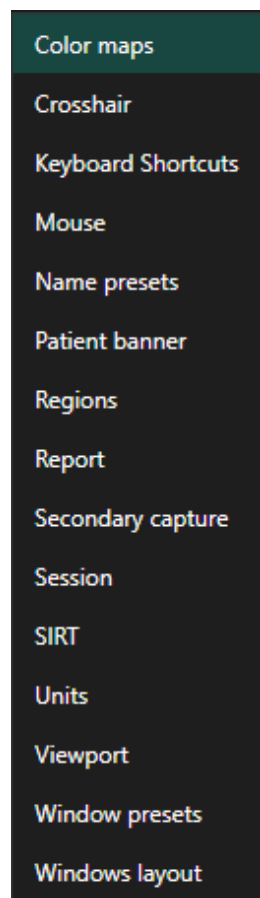 Color maps
Crosshair
Keyboard Shortcuts
Mouse
Name presets
Patient banner
Regions
Report
Secondary capture
Session
SIRT
Units
Viewport
Window presets
Windows layout